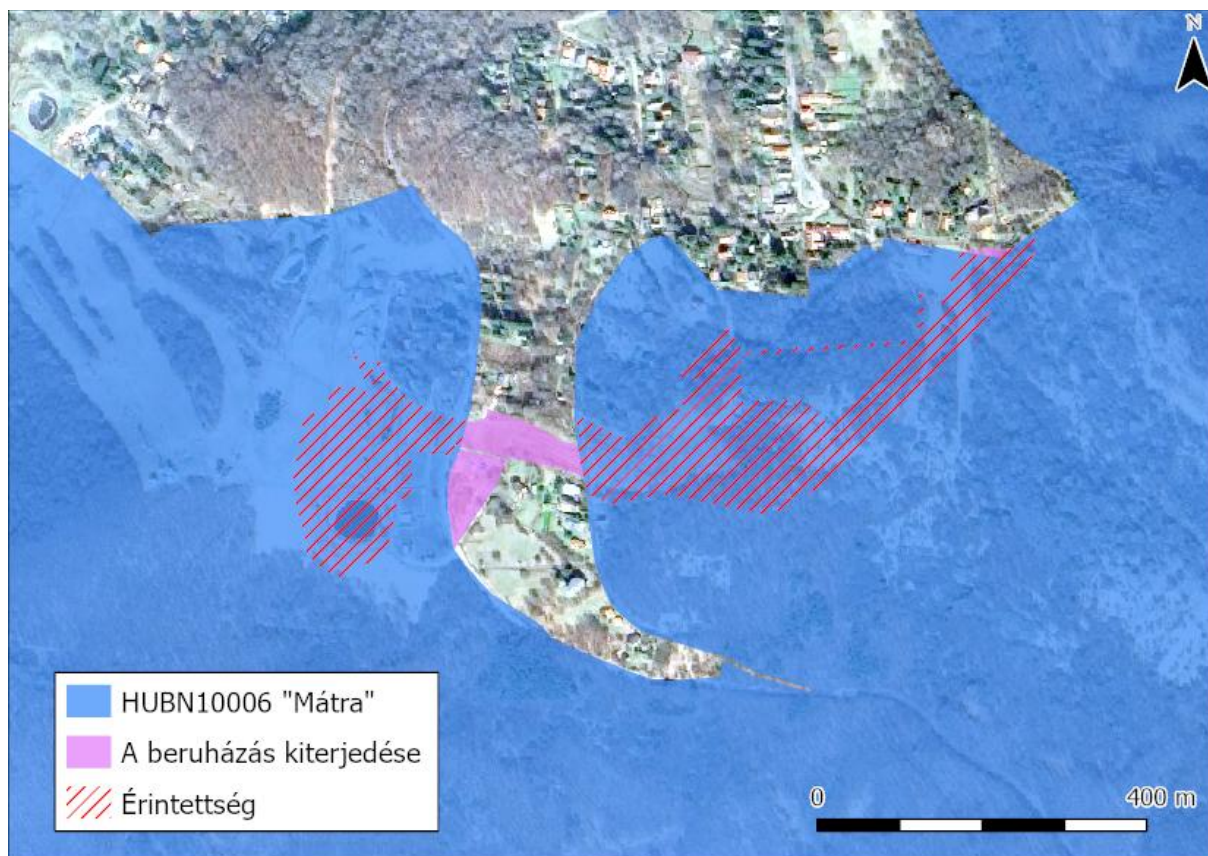 N
HUBN10006 "Mátra"
A beruházás kiterjedése
Érintettség
0 400 m